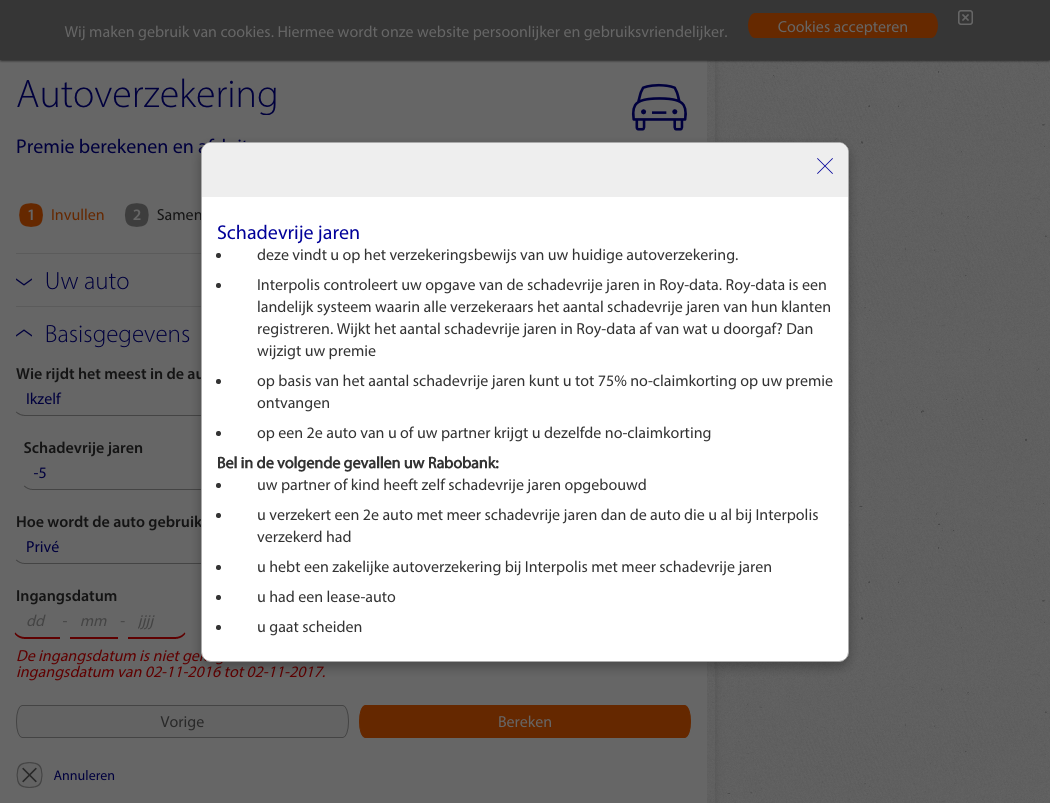 Wij maken gebruik van cookies. Hiermee wordt onze website persoonlijker en gebruiksvriendelijker.
Cookies accepteren
Autoverzekering
Premie berekenen en
1 Invullen 2 Samen
Uw auto
Basisgegevens
Wie rijdt het meest in de au
Ikzelf
Schadevrije jaren
-5
Hoe wordt de auto gebruik
Privé
Ingangsdatum
dd - mm - jjjj
De ingangsdatum is niet
ingangsdatum van 02-11-2016 tot 02-11-2017.
Vorige
Bereken
Annuleren
Schadevrije jaren
• deze vindt u op het verzekeringsbewijs van uw huidige autoverzekering.
• Interpolis controleert uw opgave van de schadevrije jaren in Roy-data. Roy-data is een
landelijk systeem waarin alle verzekeraars het aantal schadevrije jaren van hun klanten
registreren. Wijkt het aantal schadevrije jaren in Roy-data af van wat u doorgaf? Dan
wijzigt uw premie
• op basis van het aantal schadevrije jaren kunt u tot 75% no-claimkorting op uw premie
ontvangen
• op een 2e auto van u of uw partner krijgt u dezelfde no-claimkorting
Bel in de volgende gevallen uw Rabobank:
• uw partner of kind heeft zelf schadevrije jaren opgebouwd
• u verzekert een 2e auto met meer schadevrije jaren dan de auto die u al bij Interpolis
verzekerd had
• u hebt een zakelijke autoverzekering bij Interpolis met meer schadevrije jaren
• u had een lease-auto
• u gaat scheiden